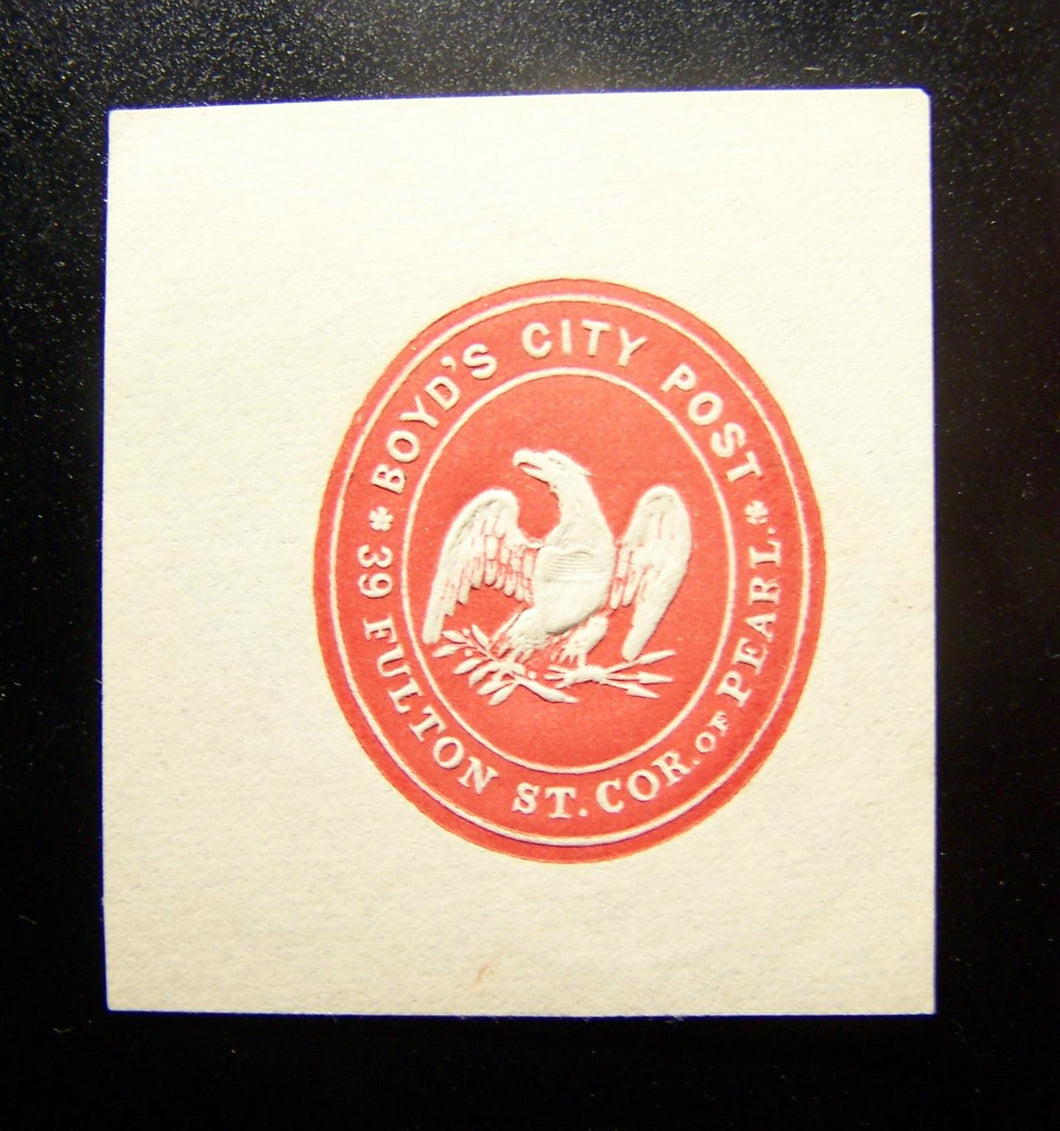 BOYD'S CITY POST.
39 FULTON ST. COR. OF PEARL.